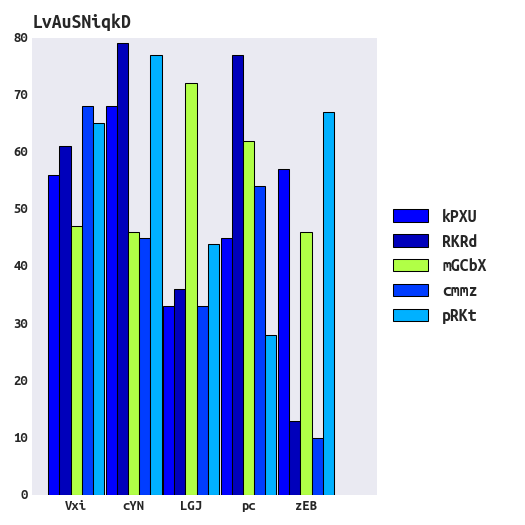 LvAuSNiqkD
80
70
60
50
40
30
20
10
0
Vxi cYN LGJ pc zEB
kPXU
RKRd
mGCbX
cmmz
pRKt